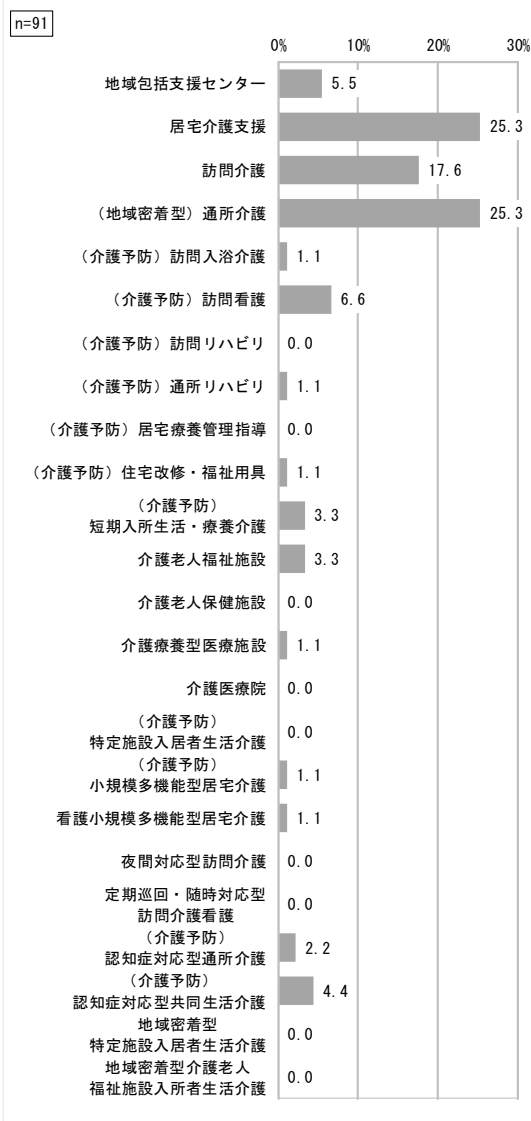 n=91
0% 10% 20% 30%
地域包括支援センター 5.5
居宅介護支援 25.3
訪問介護 17.6
（地域密着型）通所介護 25.3
（介護予防）訪問入浴介護 1.1
（介護予防）訪問看護 6.6
（介護予防）訪問リハビリ 0.0
（介護予防）通所リハビリ 1.1
（介護予防）居宅療養管理指導 0.0
（介護予防）住宅改修・福祉用具 1.1
（介護予防）
短期入所生活・療養介護 3.3
介護老人福祉施設 3.3
介護老人保健施設 0.0
介護療養型医療施設 1.1
介護医療院 0.0
（介護予防）
特定施設入居者生活介護 0.0
（介護予防）
小規模多機能型居宅介護 1.1
看護小規模多機能型居宅介護 1.1
夜間対応型訪問介護 0.0
定期巡回・随時対応型
訪問介護看護 0.0
（介護予防）
認知症対応型通所介護 2.2
（介護予防）
認知症対応型共同生活介護 4.4
地域密着型
特定施設入居者生活介護 0.0
地域密着型介護老人
福祉施設入所者生活介護 0.0